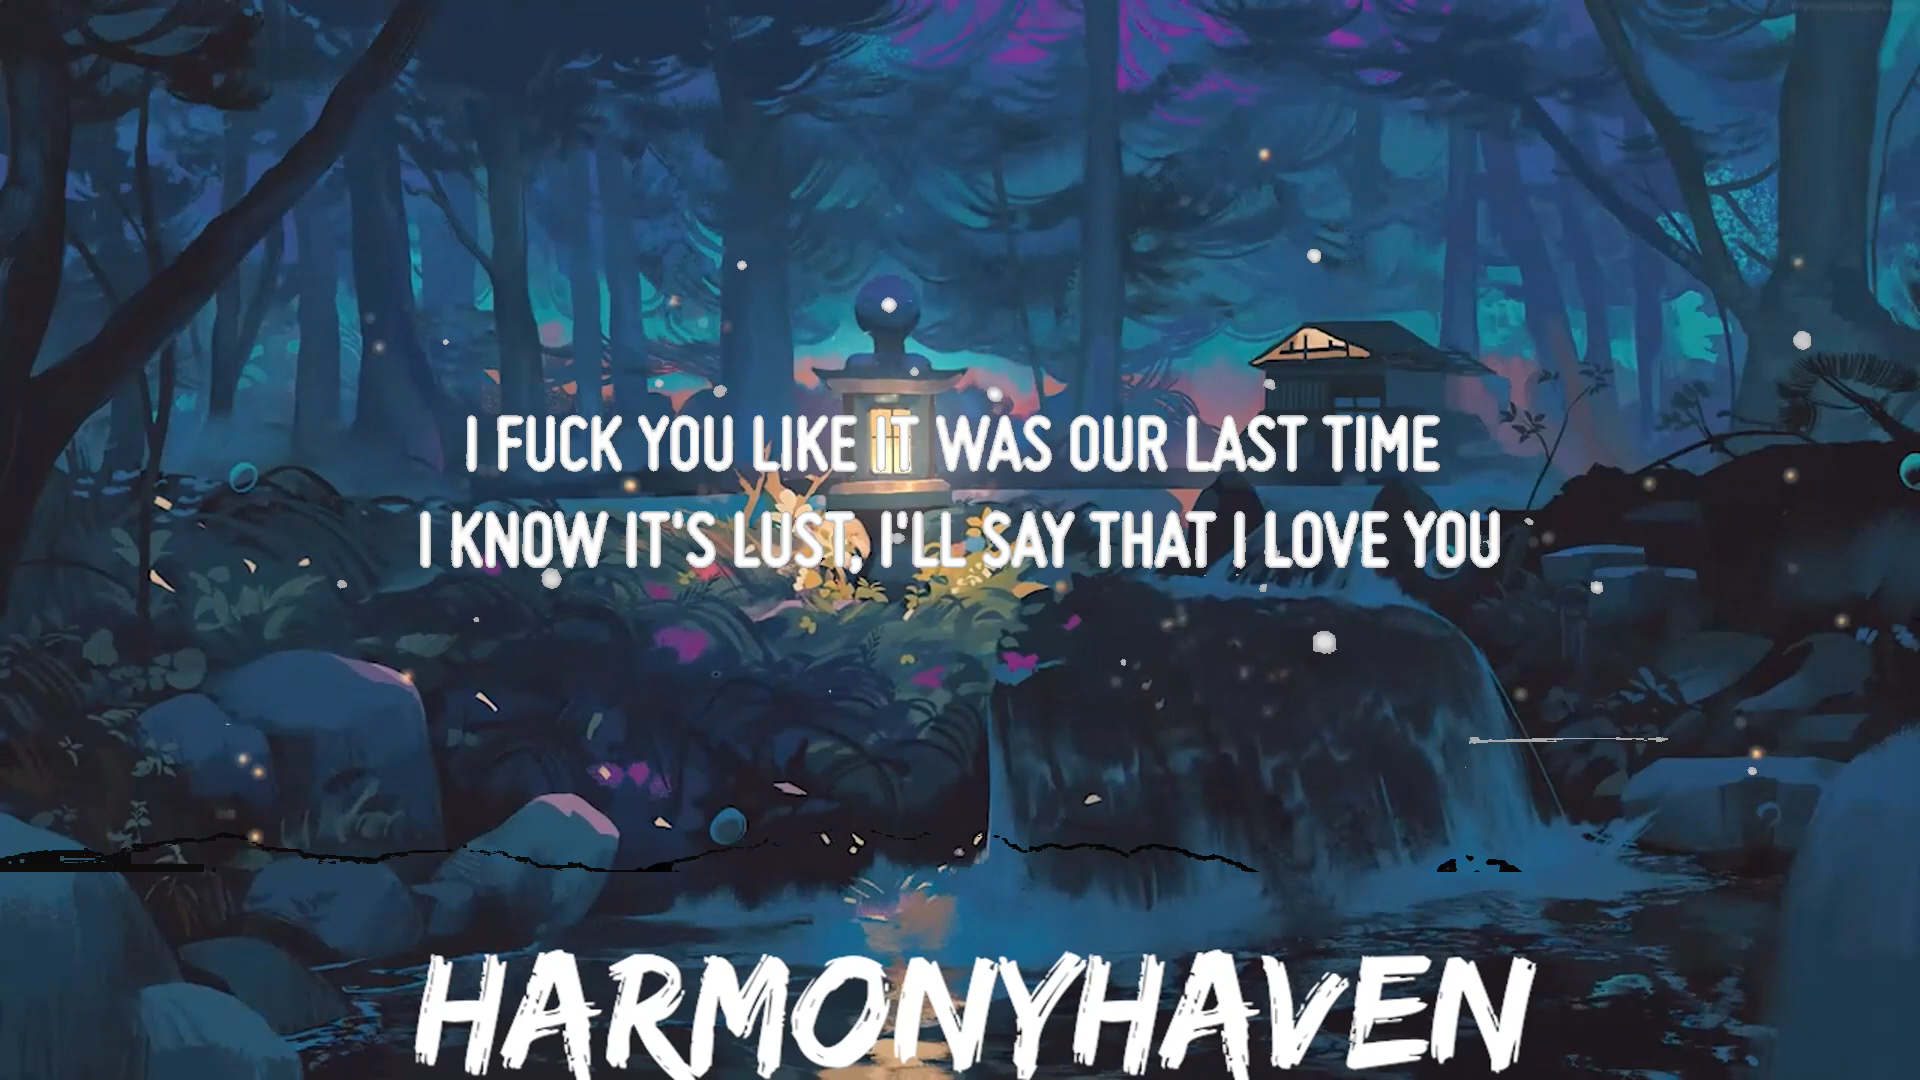 I FUCK YOU LIKE IT WAS OUR LAST TIME
I KNOW IT'S LUST, I'LL SAY THAT I LOVE YOU
HARMONYHAVEN